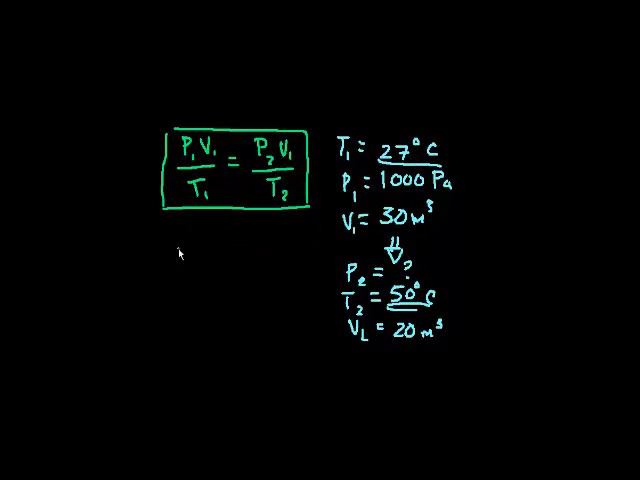 P₁V₁/T₁ = P₂V₁/T₂
T₁ = 27° C
P₁ = 1000 Pa
V₁ = 30 m³
⇓
P₂ = ?
T₂ = 50° C
V₂ = 20 m³